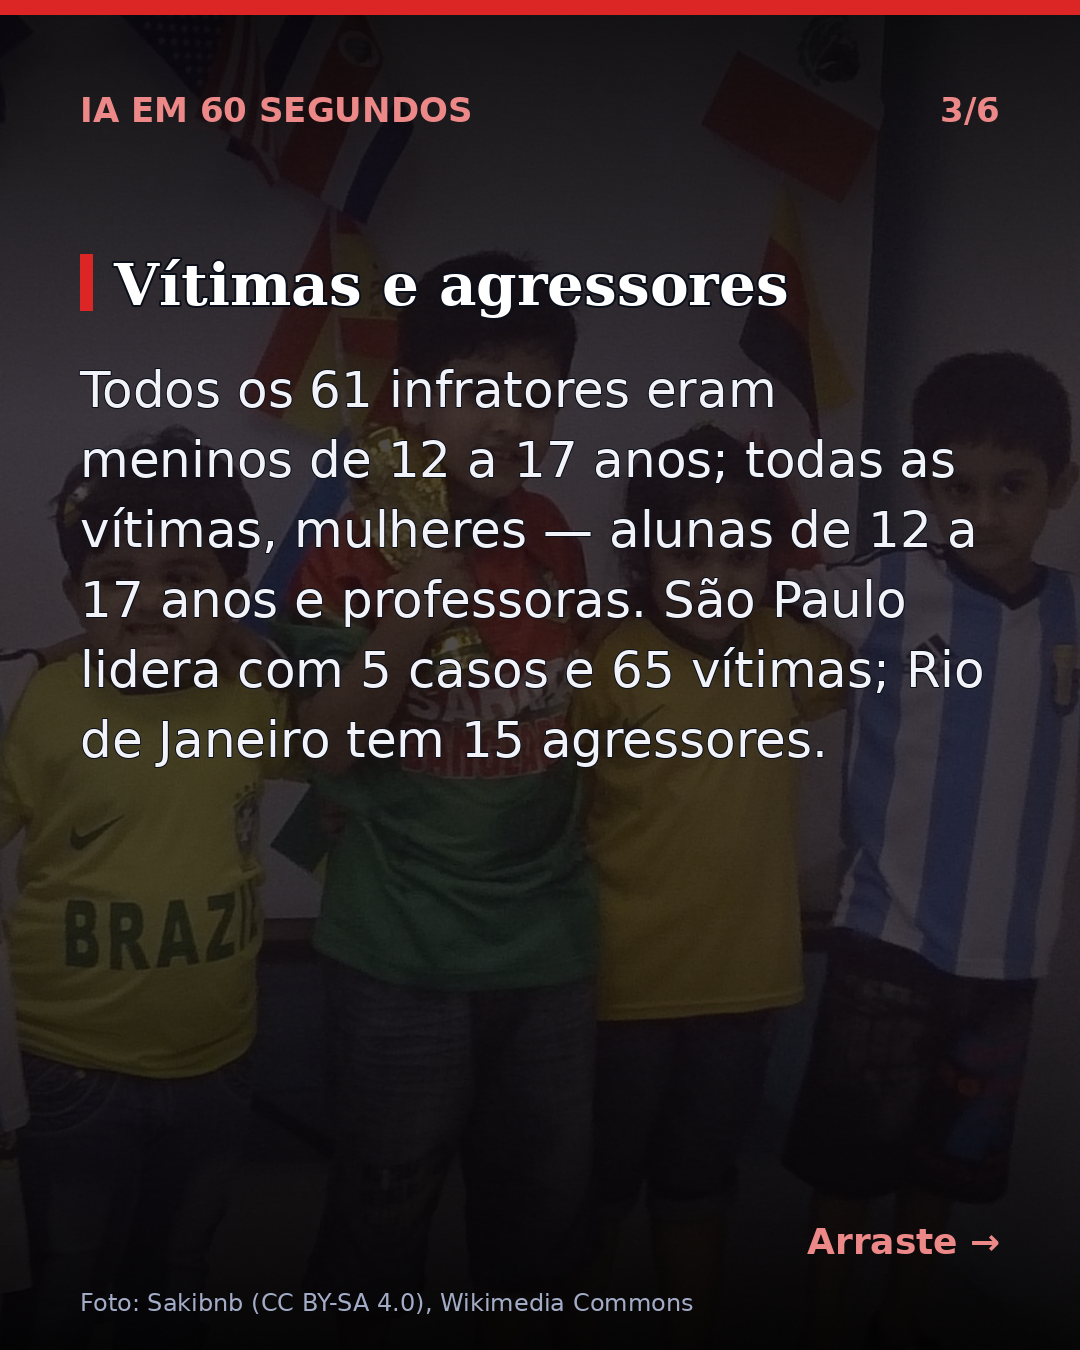 IA EM 60 SEGUNDOS
3/6
Vítimas e agressores
Todos os 61 infratores eram
meninos de 12 a 17 anos; todas as
vítimas, mulheres — alunas de 12 a
17 anos e professoras. São Paulo
lidera com 5 casos e 65 vítimas; Rio
de Janeiro tem 15 agressores.
BRAZIL
Arraste →
Foto: Sakibnb (CC BY-SA 4.0), Wikimedia Commons